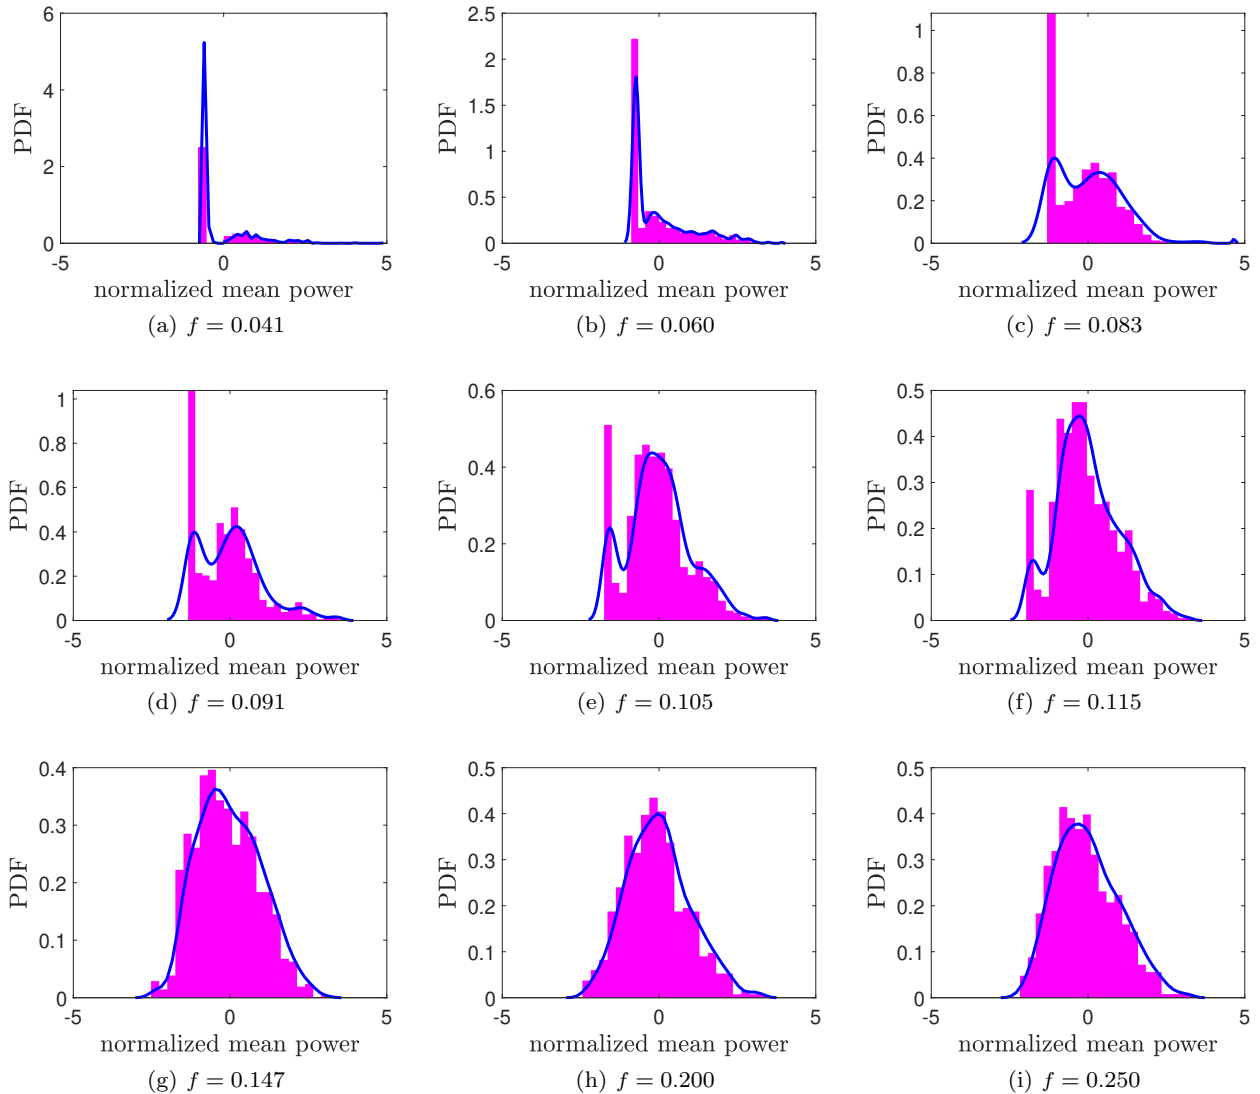 6
4
2
0
-5
0
5
PDF
normalized mean power
(a) f = 0.041
2.5
2
1.5
1
0.5
0
-5
0
5
PDF
normalized mean power
(b) f = 0.060
1
0.8
0.6
0.4
0.2
0
-5
0
5
PDF
normalized mean power
(c) f = 0.083
1
0.8
0.6
0.4
0.2
0
-5
0
5
PDF
normalized mean power
(d) f = 0.091
0.6
0.4
0.2
0
-5
0
5
PDF
normalized mean power
(e) f = 0.105
0.5
0.4
0.3
0.2
0.1
0
-5
0
5
PDF
normalized mean power
(f) f = 0.115
0.4
0.3
0.2
0.1
0
-5
0
5
PDF
normalized mean power
(g) f = 0.147
0.5
0.4
0.3
0.2
0.1
0
-5
0
5
PDF
normalized mean power
(h) f = 0.200
0.5
0.4
0.3
0.2
0.1
0
-5
0
5
PDF
normalized mean power
(i) f = 0.250